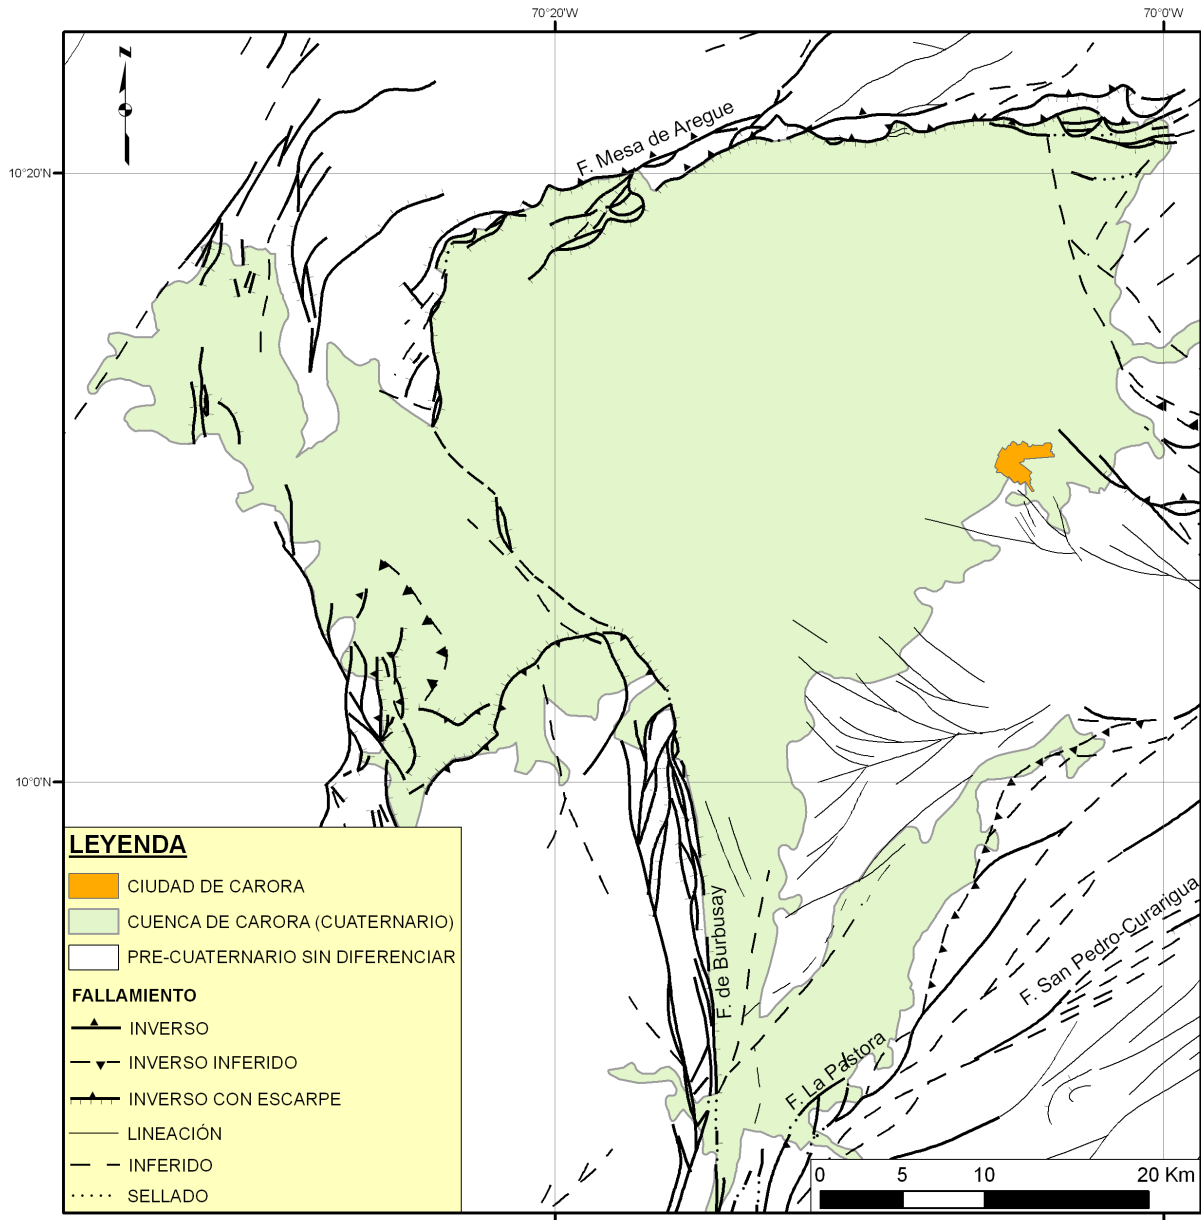 70°20'W
70°0'W
N
F. Mesa de Aregue
10°20'N
10°0'N
LEYENDA
CIUDAD DE CARORA
CUENCA DE CARORA (CUATERNARIO)
PRE-CUATERNARIO SIN DIFERENCIAR
FALLAMIENTO
INVERSO
INVERSO INFERIDO
INVERSO CON ESCARPE
LINEACIÓN
INFERIDO
SELLADO
F. de Burbusay
F. San Pedro-Curarigua
F. La Pastora
0 5 10 20 Km